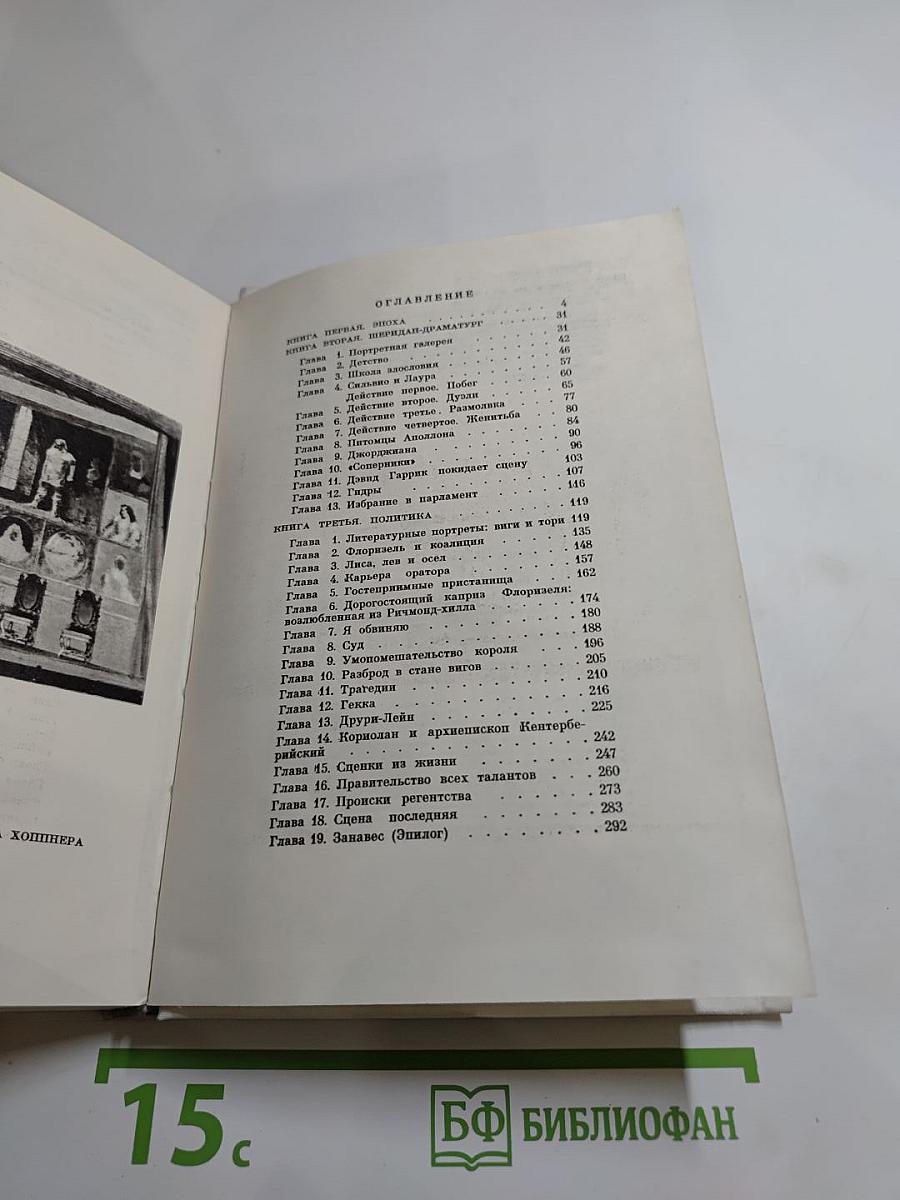 ОГЛАВЛЕНИЕ
КНИГА ПЕРВАЯ. ЭПОХА . . . . . . . . . 4
КНИГА ВТОРАЯ. ШЕРИДАН-ДРАМАТУРГ . . . . . 31
Глава 1. Портретная галерея . . . . . . 31
Глава 2. Детство . . . . . . . . 42
Глава 3. Школа злословия . . . . . . 46
Глава 4. Сильвио и Лаура . . . . . . 57
Действие первое. Побег . . . . . 60
Глава 5. Действие второе. Дуэли . . . . . 65
Глава 6. Действие третье. Размолвка . . . 77
Глава 7. Действие четвертое. Женитьба . . 80
Глава 8. Питомцы Аполлона . . . . . . 84
Глава 9. Джорджиана . . . . . . . 90
Глава 10. «Соперники» . . . . . . . 96
Глава 11. Дэвид Гаррик покидает сцену 103
Глава 12. Гидры . . . . . . . . 107
Глава 13. Избрание в парламент . . . . 116
КНИГА ТРЕТЬЯ. ПОЛИТИКА . . . . . . . . 119
Глава 1. Литературные портреты: виги и тори 119
Глава 2. Флоризель и коалиция . . . . . 135
Глава 3. Лиса, лев и осел . . . . . . 148
Глава 4. Карьера оратора . . . . . . 157
Глава 5. Гостеприимные пристанища . . . 162
Глава 6. Дорогостоящий каприз Флоризеля:
возлюбленная из Ричмонд-хилла . . . . . . 174
Глава 7. Я обвиняю . . . . . . . . 180
Глава 8. Суд . . . . . . . . . 188
Глава 9. Умопомешательство короля . . . 196
Глава 10. Разброд в стане вигов . . . . . 205
Глава 11. Трагедии . . . . . . . . 210
Глава 12. Гекка . . . . . . . . . 216
Глава 13. Друри-Лейн . . . . . . . . 225
Глава 14. Кориолан и архиепископ Кентербе-
рийский . . . . . . . . . . . 242
Глава 15. Сценки из жизни . . . . . . 247
Глава 16. Правительство всех талантов . . . 260
Глава 17. Происки регентства . . . . . 273
Глава 18. Сцена последняя . . . . . . 283
Глава 19. Занавес (Эпилог) . . . . . . . 292
А ХОППНЕРА
15 с
БФ БИБЛИОФАН